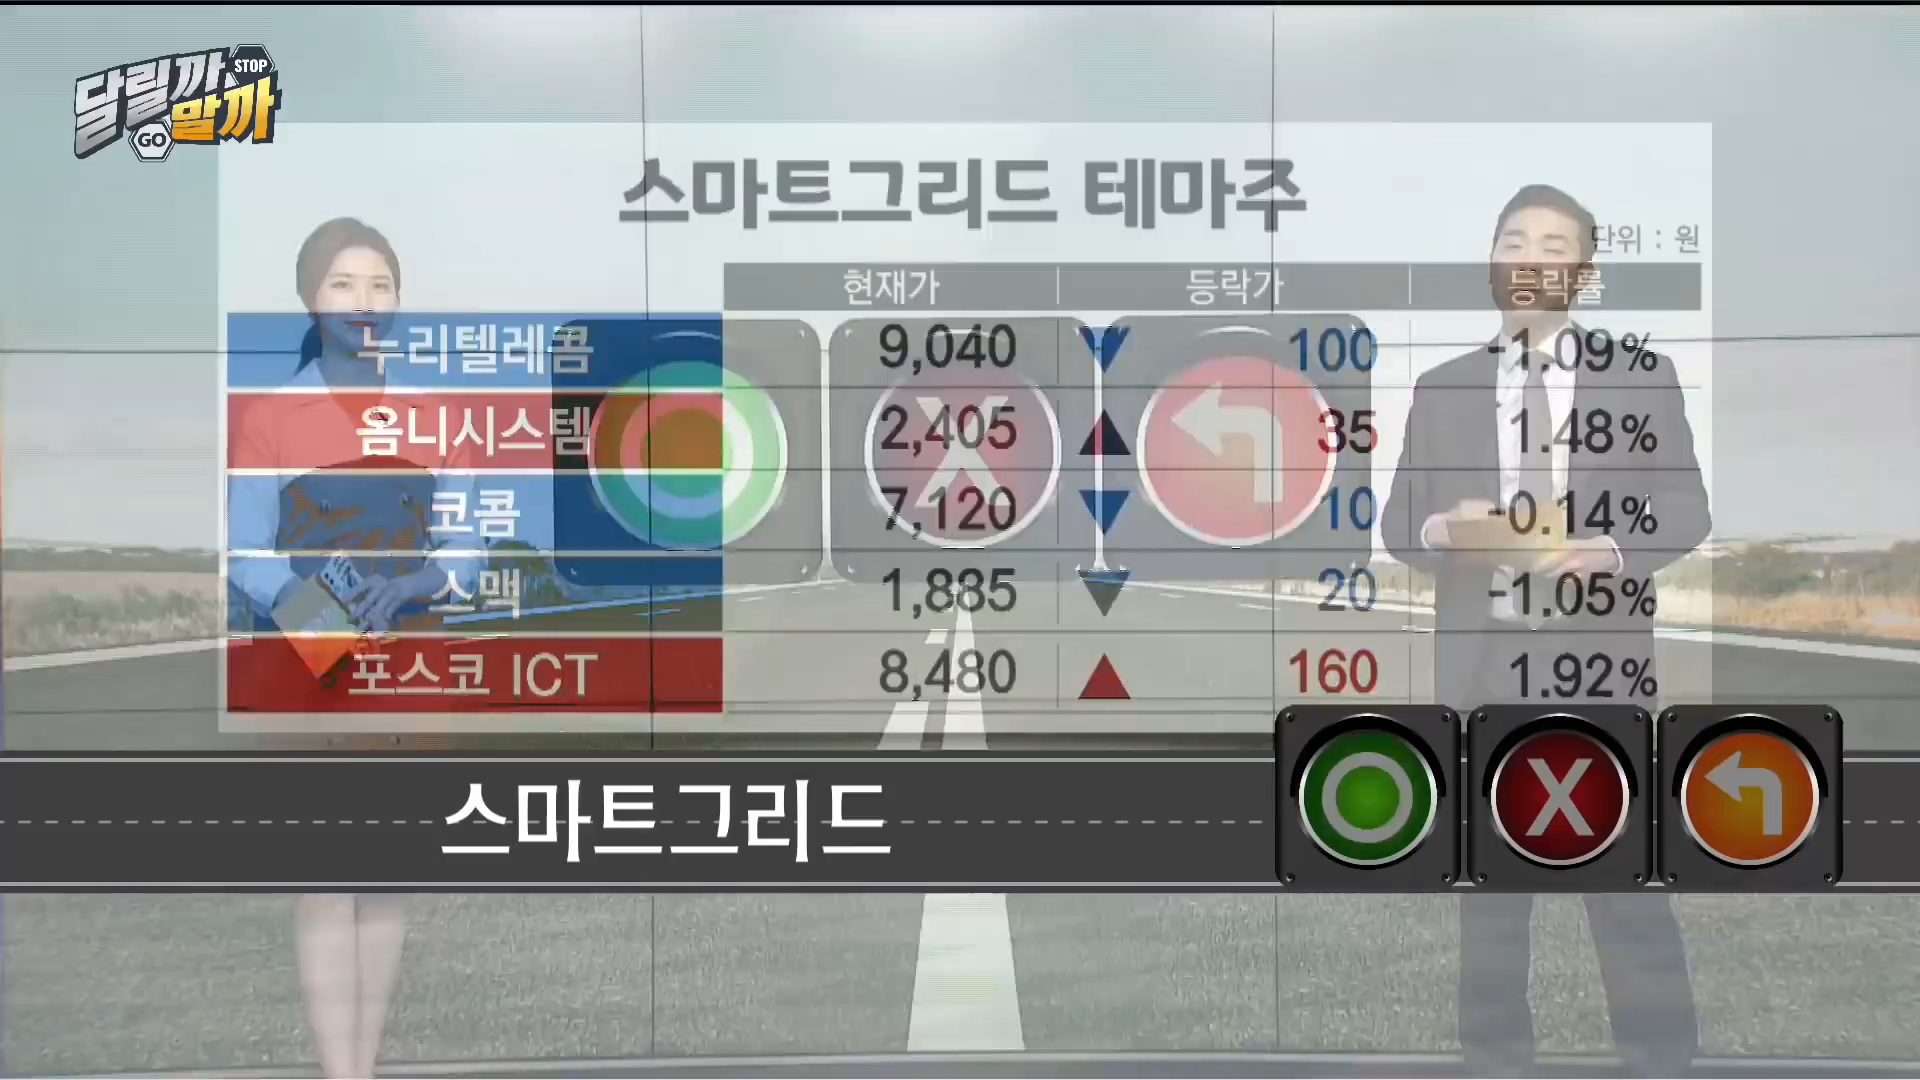 달릴까 STOP
GO 말까
스마트그리드 테마주
단위 : 원
현재가 등락가 등락률
누리텔레콤 9,040 ▼ 100 -1.09%
옴니시스템 2,405 ▲ 35 1.48%
코콤 7,120 ▼ 10 -0.14%
스맥 1,885 ▼ 20 -1.05%
포스코 ICT 8,480 ▲ 160 1.92%
X
스마트그리드
X